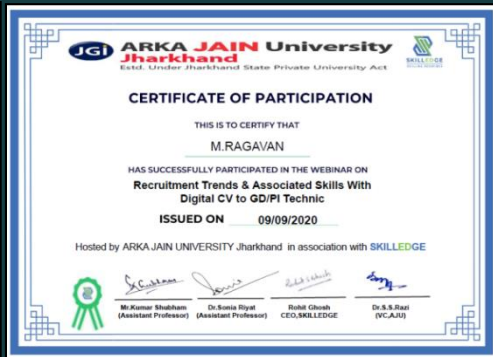 JGi
ARKA JAIN University
Jharkhand
Estd. Under Jharkhand State Private University Act
SKILLEDGE
CERTIFICATE OF PARTICIPATION
THIS IS TO CERTIFY THAT
M.RAGAVAN
HAS SUCCESSFULLY PARTICIPATED IN THE WEBINAR ON
Recruitment Trends & Associated Skills With
Digital CV to GD/PI Technic
ISSUED ON 09/09/2020
Hosted by ARKA JAIN UNIVERSITY Jharkhand in association with SKILLEDGE
Mr.Kumar Shubham Dr.Sonia Riyat Rohit Ghosh Dr.S.S.Razi
(Assistant Professor) (Assistant Professor) CEO,SKILLEDGE (VC,AJU)